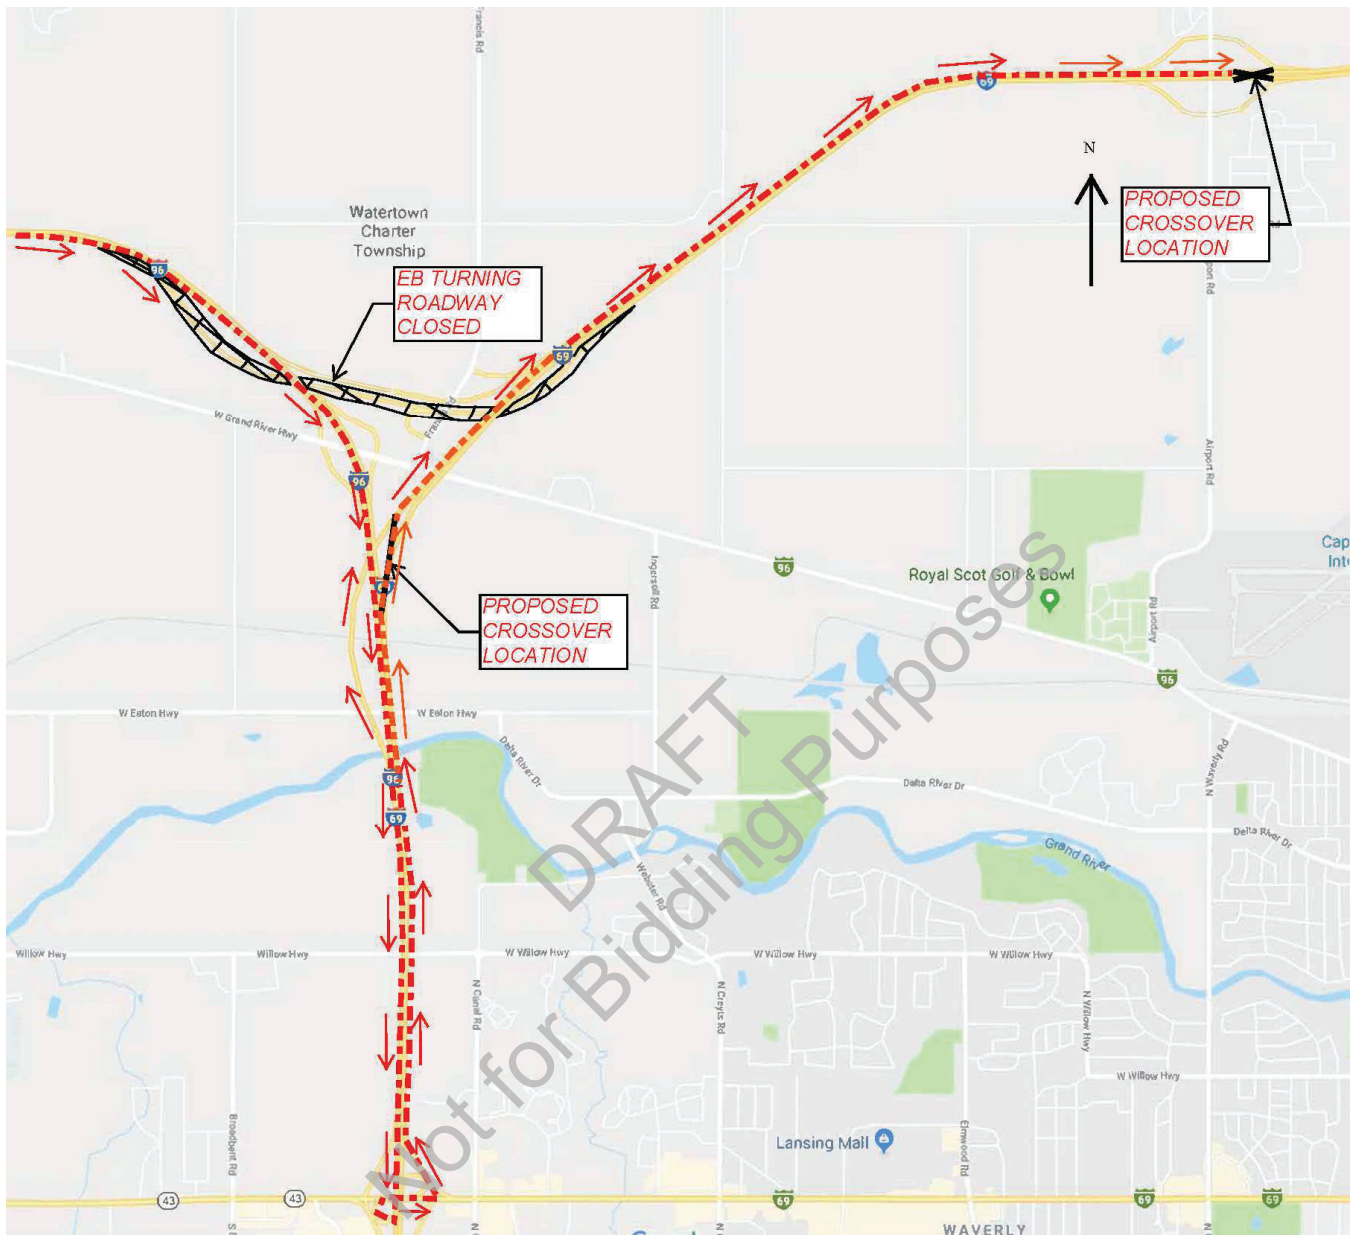 Francis Rd
69
N
Watertown
Charter
Township
PROPOSED
CROSSOVER
LOCATION
Rd
96
EB TURNING
ROADWAY
CLOSED
69
W Grand River Hwy
Airport Rd
96
Royal Scot Golf & Bowl
96
Ingersoll Rd
Airport Rd
PROPOSED
CROSSOVER
LOCATION
96
W Eaton Hwy
W Eaton Hwy
Delta River Dr
N Waverly Rd
96
69
Delta River Dr
Delta River Dr
Grand River
Webster Rd
DRAFT
Not for Bidding Purposes
Willow Hwy
Willow Hwy
W Willow Hwy
W Willow Hwy
W Willow Hwy
N Canal Rd
N Creyts Rd
N Willow Hwy
W Willow Hwy
Broadbent Rd
Elmwood Rd
Lansing Mall
43
43
69
69
69
N
N
N
WAVERLY